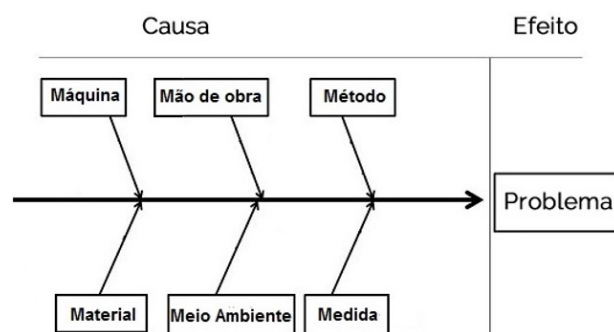 Causa
Efeito
Máquina
Mão de obra
Método
Problema
Material
Meio Ambiente
Medida